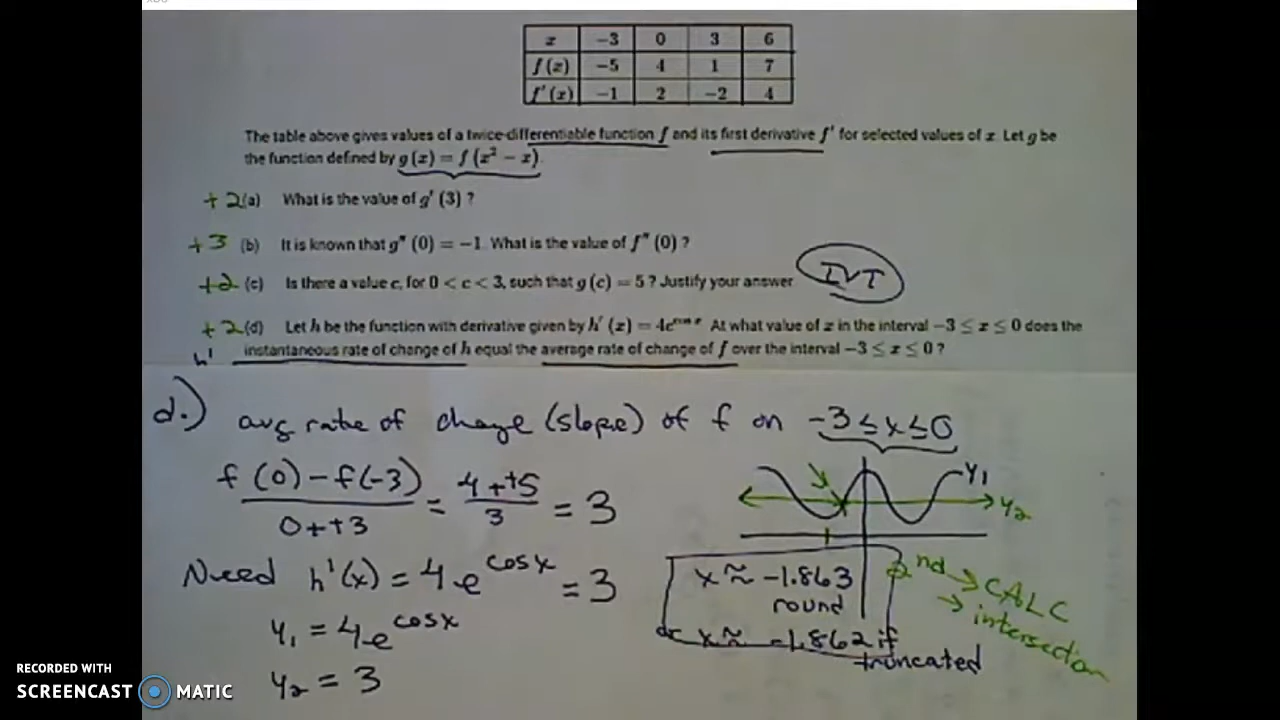 x −3 0 3 6
f(x) −5 4 1 7
f'(x) −1 2 −2 4
The table above gives values of a twice-differentiable function f and its first derivative f' for selected values of x. Let g be
the function defined by g(x) = f(x² − x).
+2 (a) What is the value of g'(3)?
+3 (b) It is known that g"(0) = −1. What is the value of f"(0)?
+2 (c) Is there a value c, for 0 < c < 3, such that g(c) = 5? Justify your answer.
IVT
+2 (d) Let h be the function with derivative given by h'(x) = 4e^cos x. At what value of x in the interval −3 ≤ x ≤ 0 does the
h' instantaneous rate of change of h equal the average rate of change of f over the interval −3 ≤ x ≤ 0?
d.) avg rate of change (slope) of f on -3 ≤ x ≤ 0
f(0) - f(-3) / 0++3 = 4++5 / 3 = 3
Need h'(x) = 4e^cosx = 3
y1 = 4e^cosx
y2 = 3
y1
y2
x ≈ -1.863
round
or x ≈ -1.862 if
truncated
2nd → CALC
→ intersection
RECORDED WITH
SCREENCAST MATIC